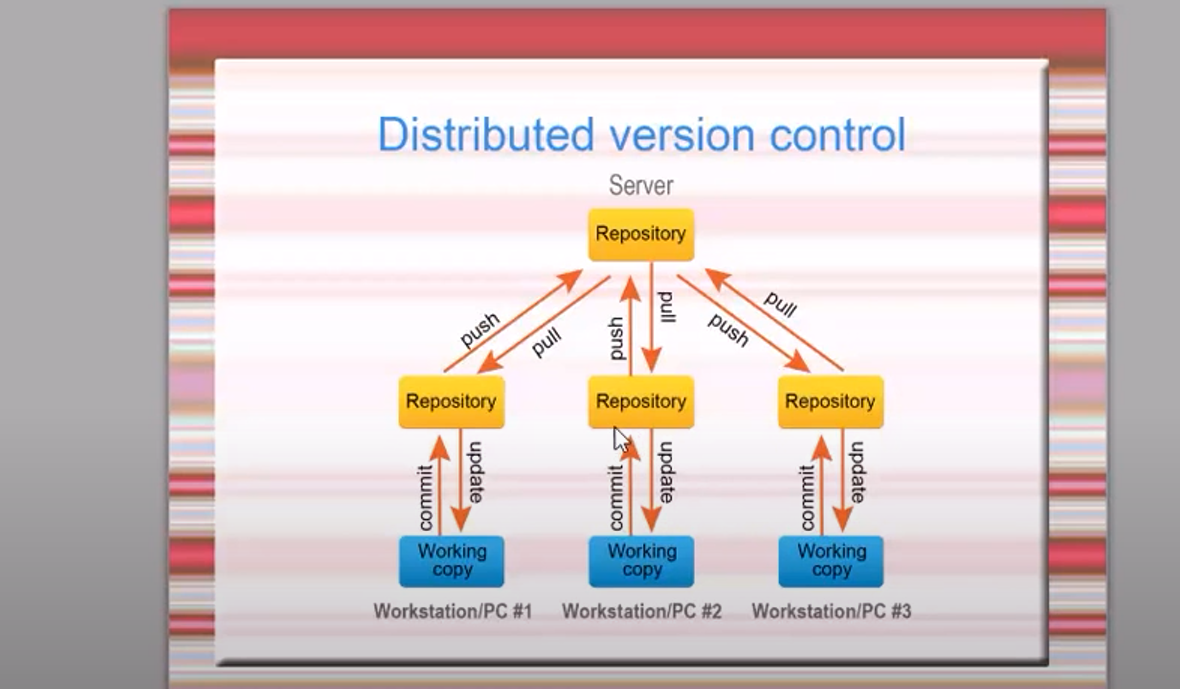 Distributed version control
Server
Repository
push
pull
push
pull
push
pull
Repository
Repository
Repository
commit
update
commit
update
commit
update
Working
copy
Working
copy
Working
copy
Workstation/PC #1
Workstation/PC #2
Workstation/PC #3